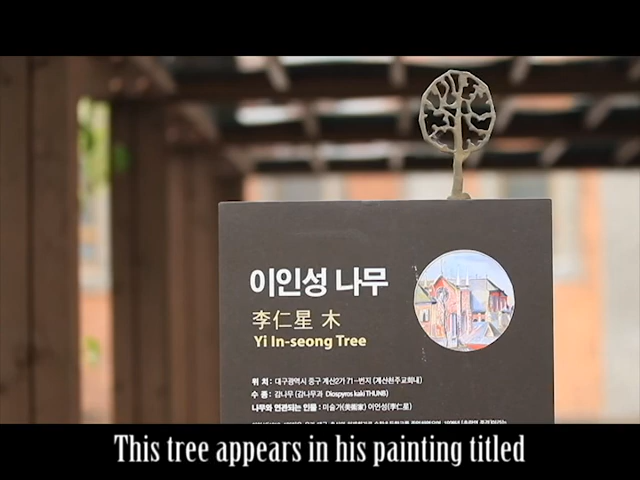 이인성 나무
李仁星 木
Yi In-seong Tree
위 치 : 대구광역시 중구 계산2가 71-번지 (계산천주교회내)
수 종 : 감나무 (감나무과 Diospyros kaki THUNB)
나무와 연관되는 인물 : 미술가(美術家) 이인성(李仁星)
This tree appears in his painting titled